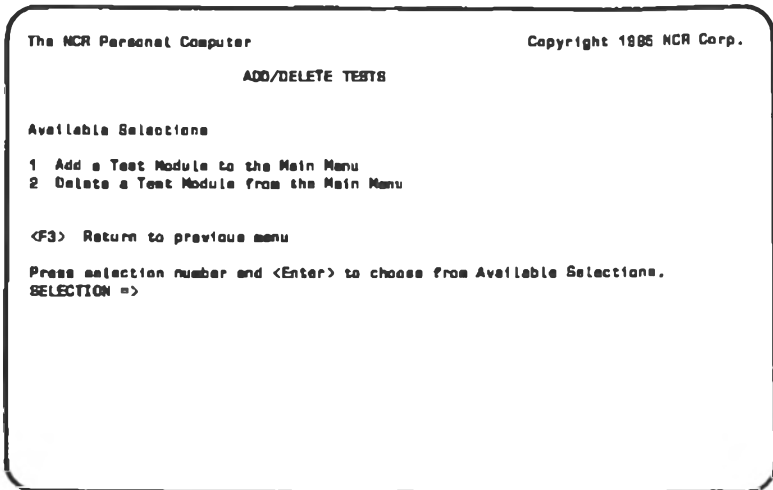 The NCR Personal Computer Copyright 1985 NCR Corp.
ADD/DELETE TESTS
Available Selections
1 Add a Test Module to the Main Menu
2 Delete a Test Module from the Main Menu
<F3> Return to previous menu
Press selection number and <Enter> to choose from Available Selections.
SELECTION =>